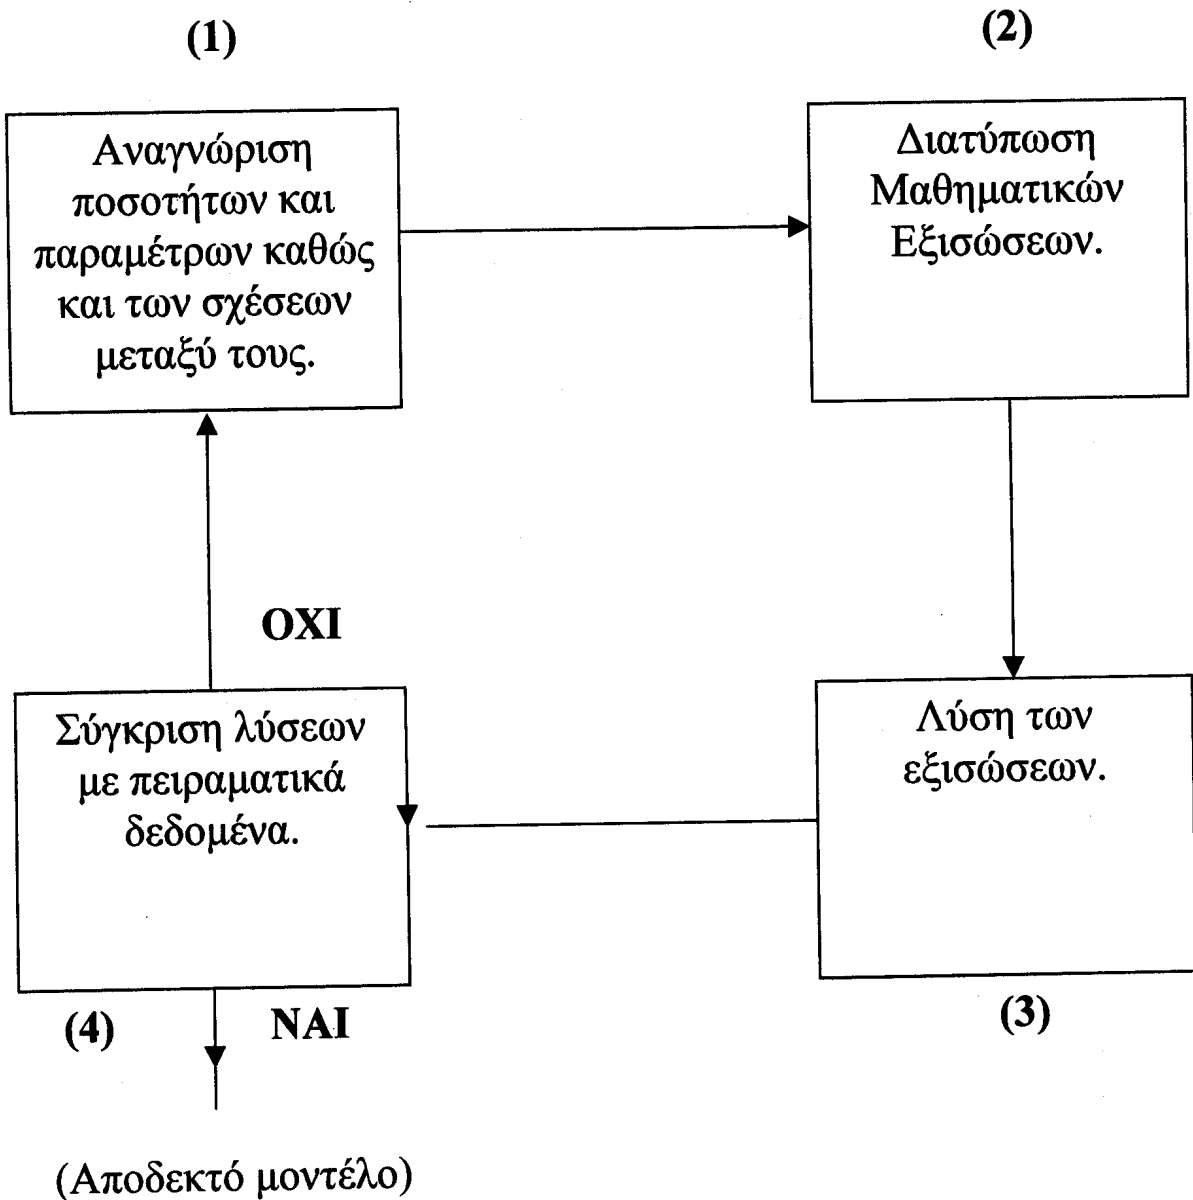 (1)
Αναγνώριση
ποσοτήτων και
παραμέτρων καθώς
και των σχέσεων
μεταξύ τους.
(2)
Διατύπωση
Μαθηματικών
Εξισώσεων.
Λύση των
εξισώσεων.
(3)
ΟΧΙ
Σύγκριση λύσεων
με πειραματικά
δεδομένα.
(4)
ΝΑΙ
(Αποδεκτό μοντέλο)